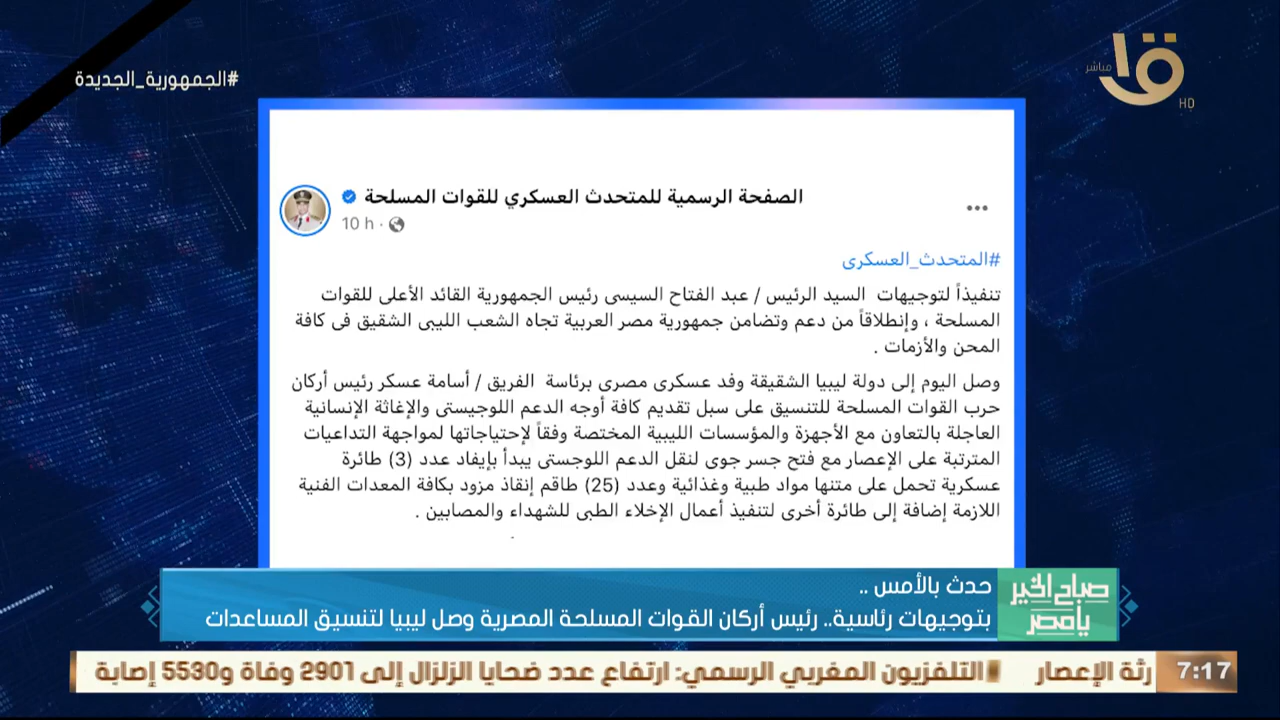 #الجمهورية_الجديدة
مباشر
HD
الصفحة الرسمية للمتحدث العسكري للقوات المسلحة
10 h ·
#المتحدث_العسكرى
تنفيذاً لتوجيهات السيد الرئيس / عبد الفتاح السيسى رئيس الجمهورية القائد الأعلى للقوات
المسلحة ، وإنطلاقاً من دعم وتضامن جمهورية مصر العربية تجاه الشعب الليبى الشقيق فى كافة
المحن والأزمات .
وصل اليوم إلى دولة ليبيا الشقيقة وفد عسكرى مصرى برئاسة الفريق / أسامة عسكر رئيس أركان
حرب القوات المسلحة للتنسيق على سبل تقديم كافة أوجه الدعم اللوجيستى والإغاثة الإنسانية
العاجلة بالتعاون مع الأجهزة والمؤسسات الليبية المختصة وفقاً لإحتياجاتها لمواجهة التداعيات
المترتبة على الإعصار مع فتح جسر جوى لنقل الدعم اللوجستى يبدأ بإيفاد عدد (3) طائرة
عسكرية تحمل على متنها مواد طبية وغذائية وعدد (25) طاقم إنقاذ مزود بكافة المعدات الفنية
اللازمة إضافة إلى طائرة أخرى لتنفيذ أعمال الإخلاء الطبى للشهداء والمصابين .
صباح الخير
يا مصر
حدث بالأمس ..
بتوجيهات رئاسية.. رئيس أركان القوات المسلحة المصرية وصل ليبيا لتنسيق المساعدات
7:17
رثة الإعصار
التلفزيون المغربي الرسمي: ارتفاع عدد ضحايا الزلزال إلى 2901 وفاة و5530 إصابة